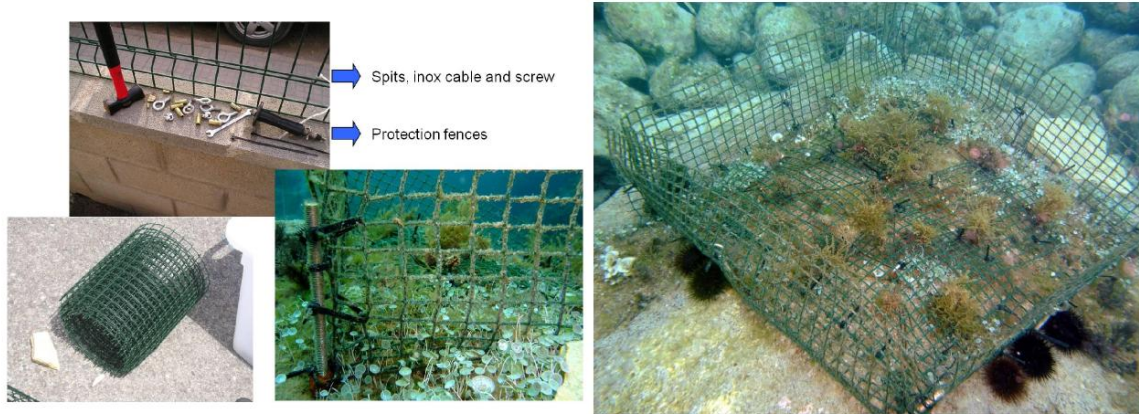 Spits, inox cable and screw
Protection fences